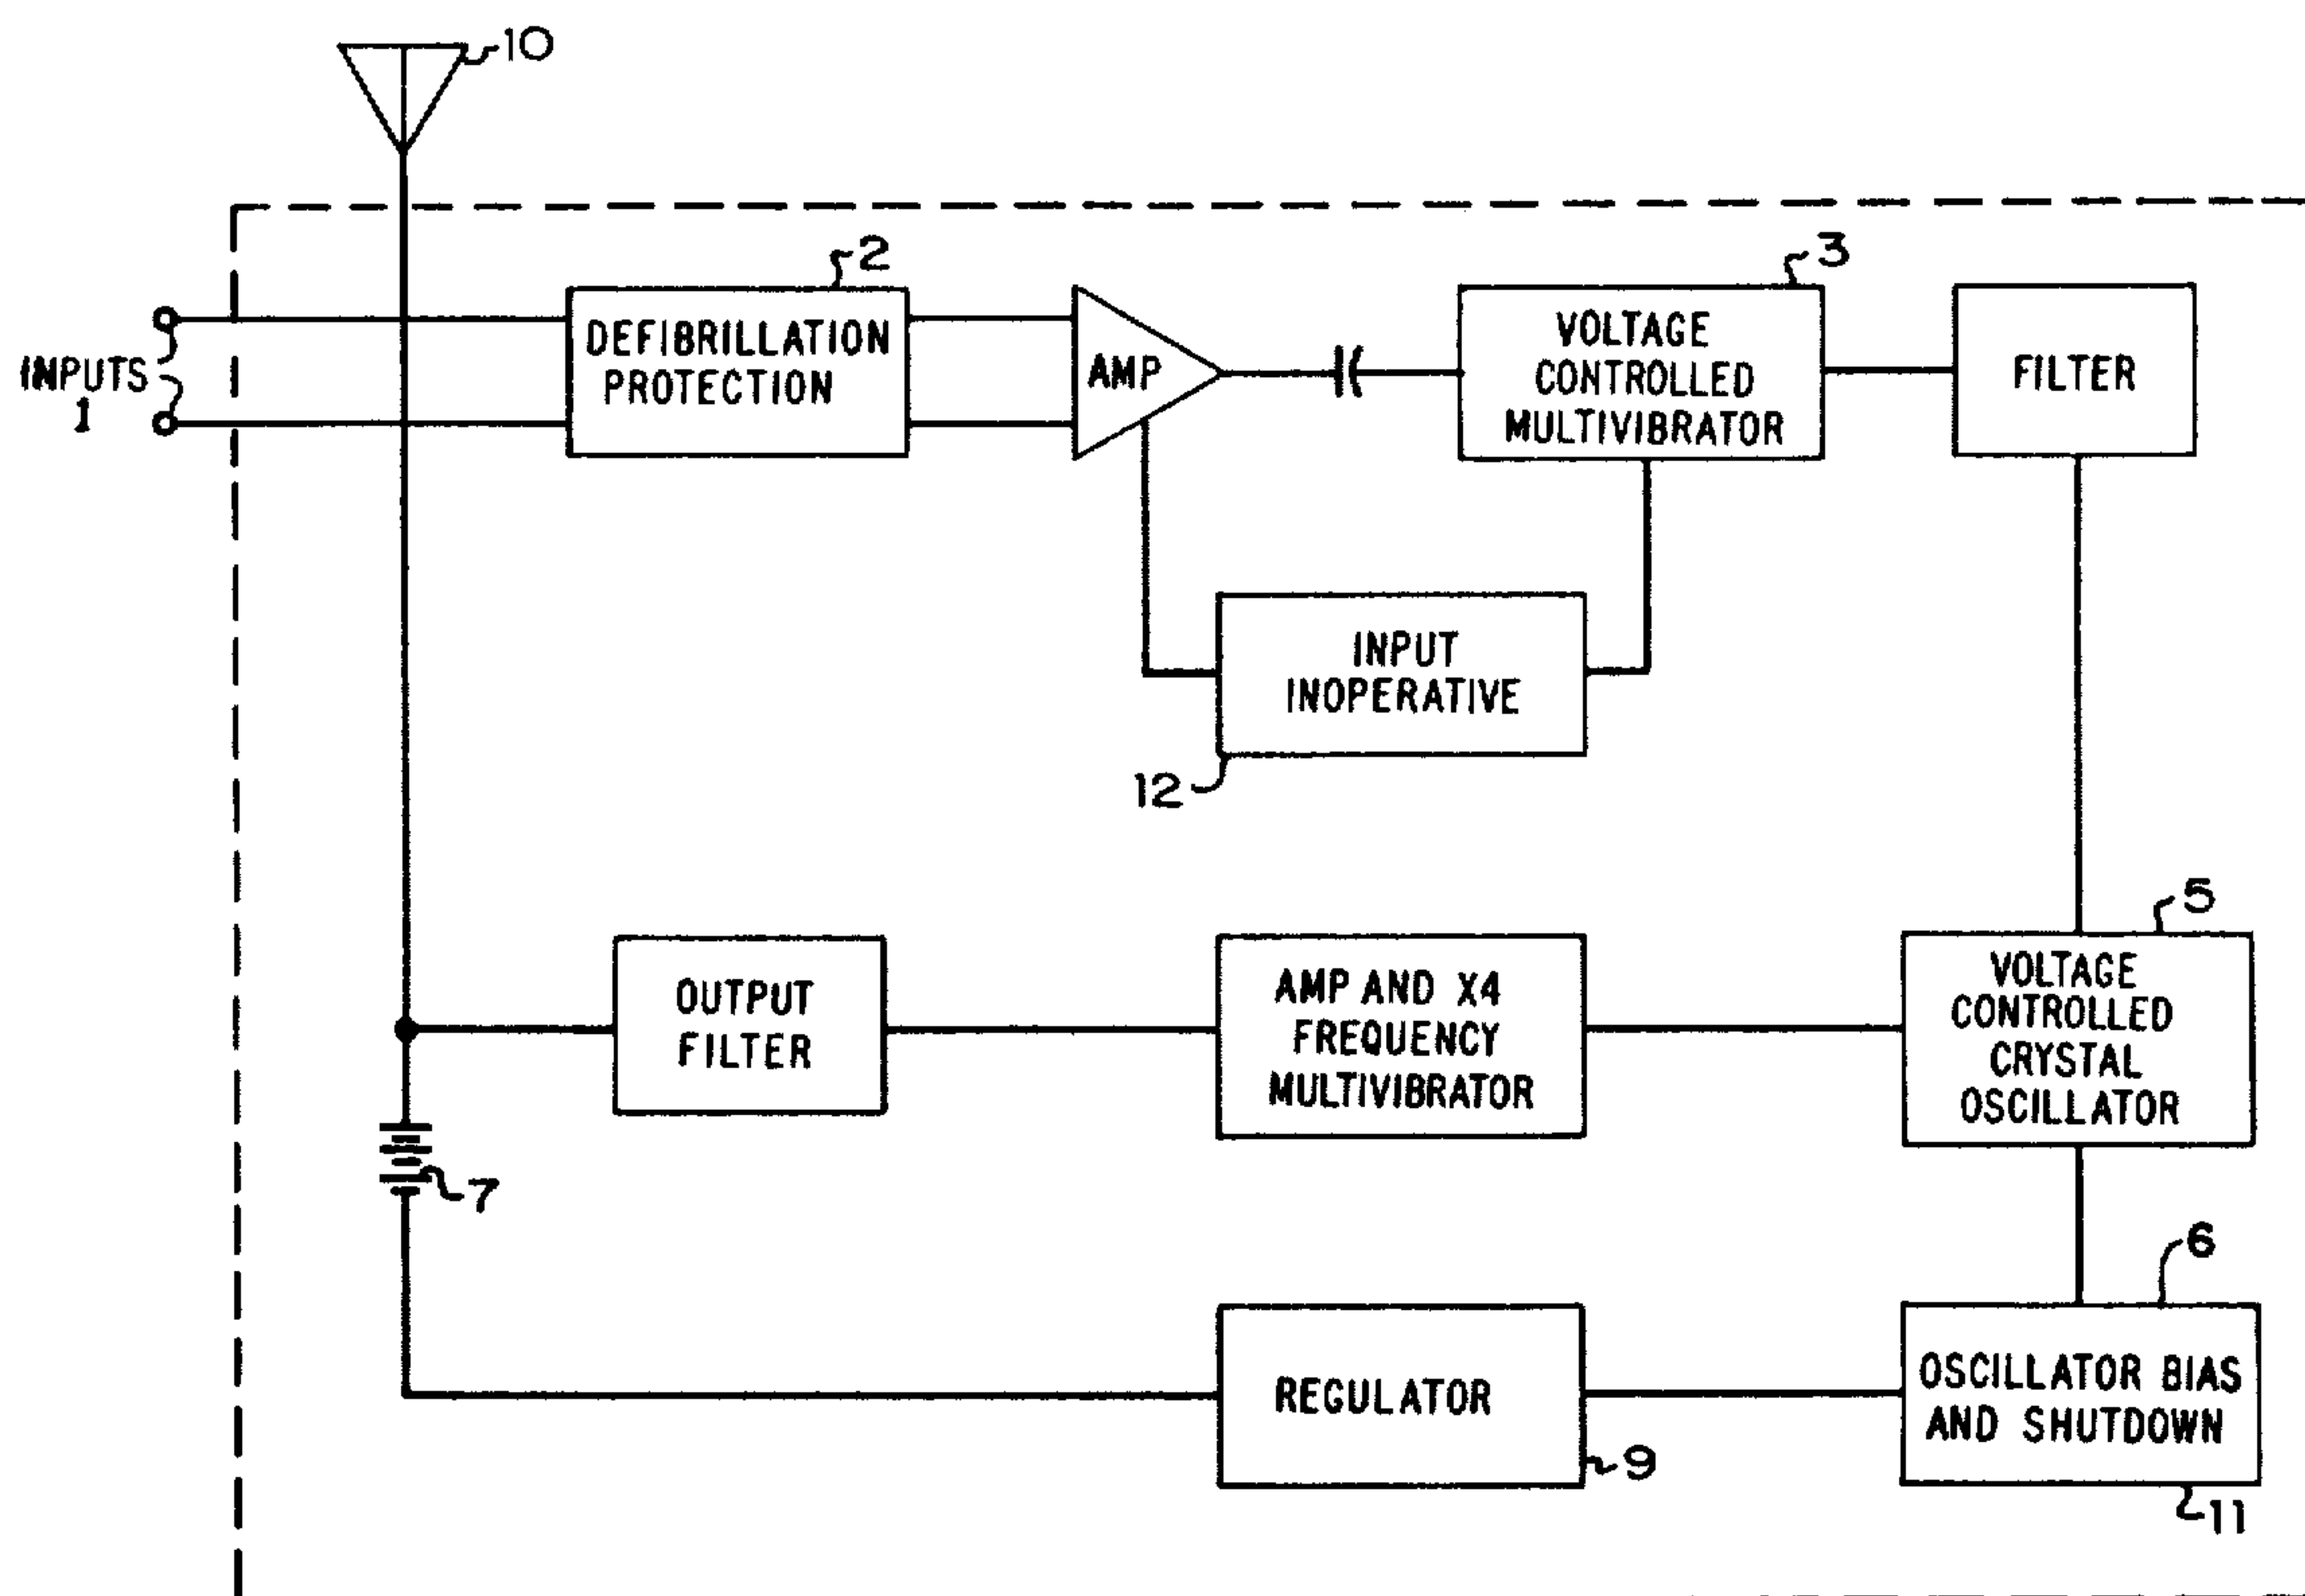 10
2
3
INPUTS
1
DEFIBRILLATION
PROTECTION
AMP
VOLTAGE
CONTROLLED
MULTIVIBRATOR
FILTER
INPUT
INOPERATIVE
12
5
OUTPUT
FILTER
AMP AND X4
FREQUENCY
MULTIVIBRATOR
VOLTAGE
CONTROLLED
CRYSTAL
OSCILLATOR
7
6
REGULATOR
9
OSCILLATOR BIAS
AND SHUTDOWN
11